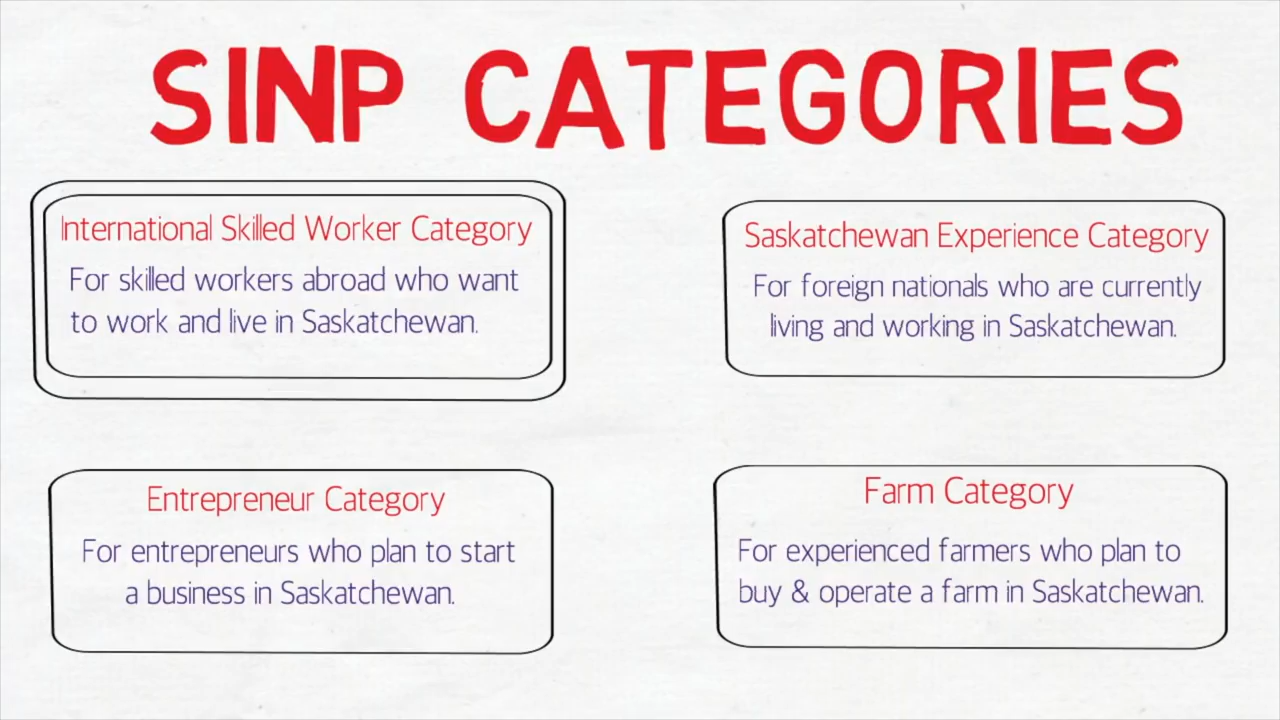 SINP CATEGORIES
International Skilled Worker Category
For skilled workers abroad who want
to work and live in Saskatchewan.
Saskatchewan Experience Category
For foreign nationals who are currently
living and working in Saskatchewan.
Entrepreneur Category
For entrepreneurs who plan to start
a business in Saskatchewan.
Farm Category
For experienced farmers who plan to
buy & operate a farm in Saskatchewan.